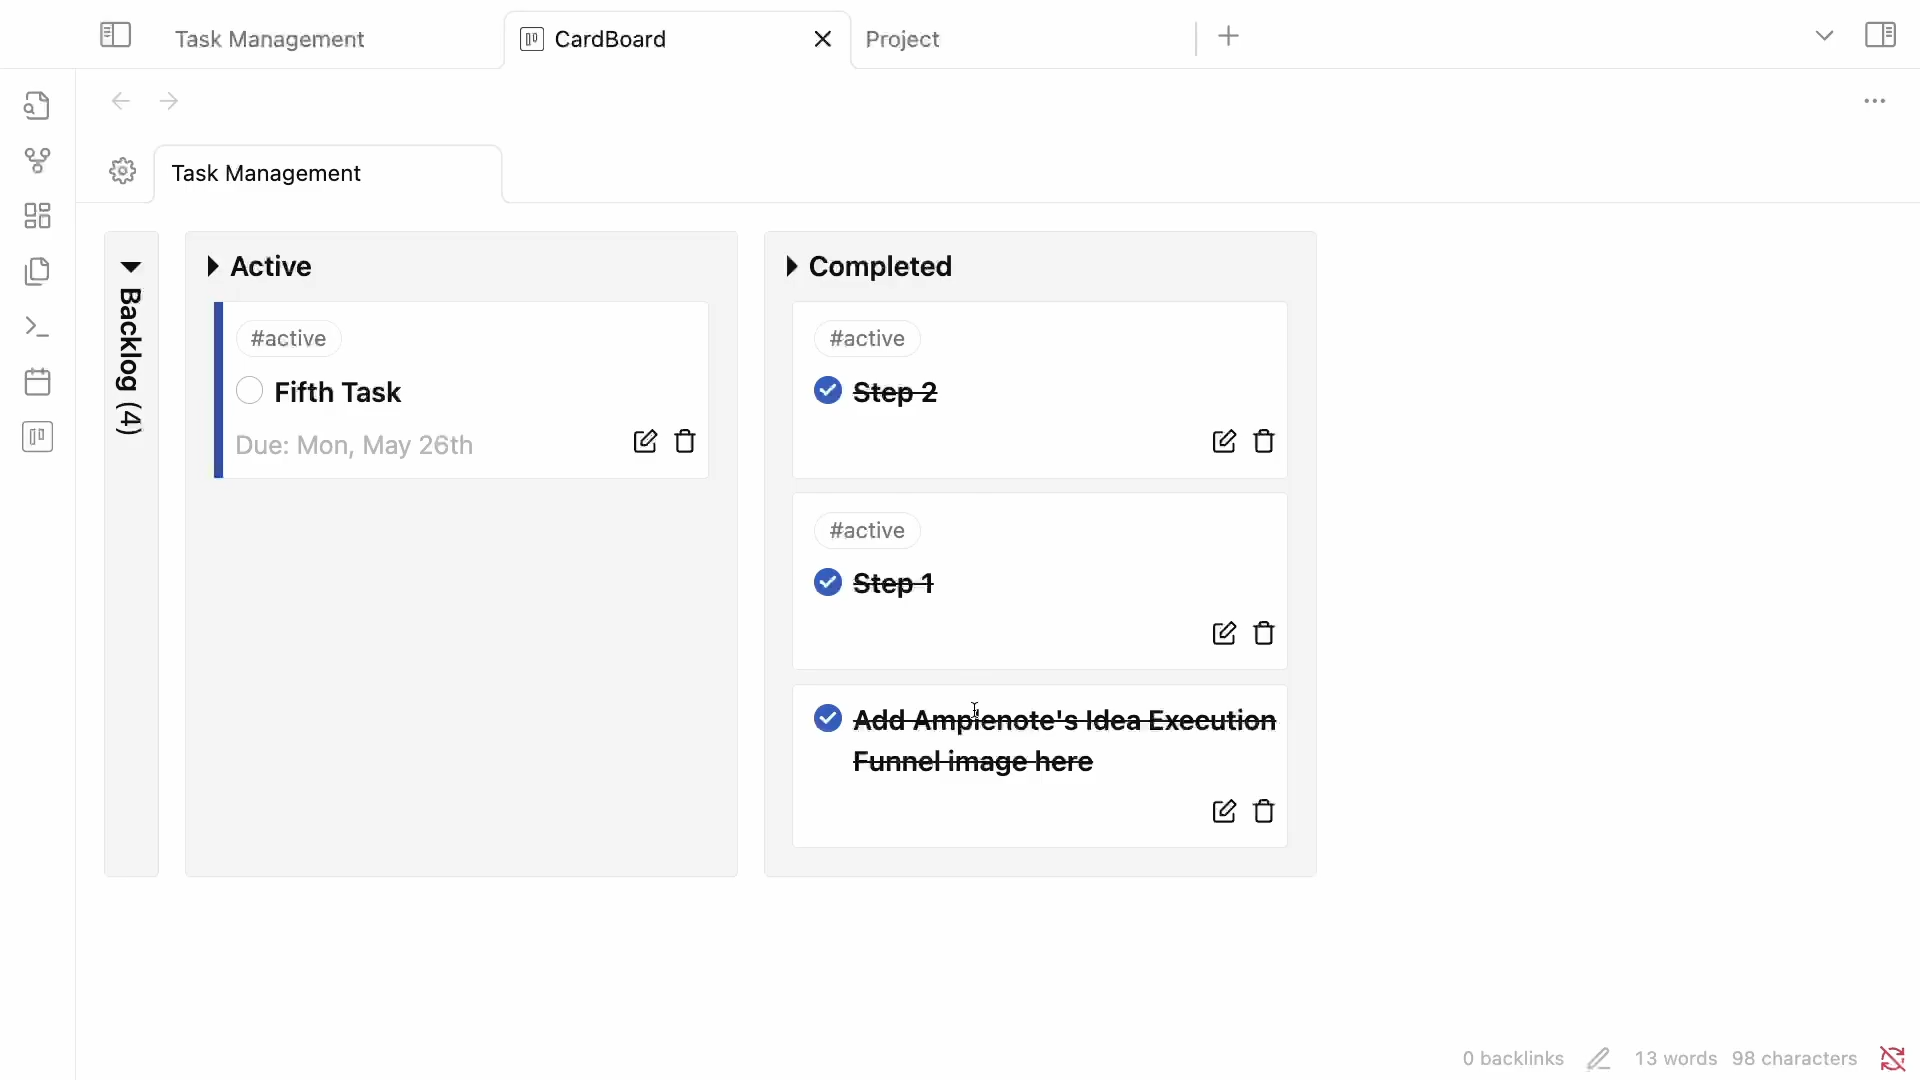 Task Management
CardBoard
Project
Task Management
Backlog (4)
Active
#active
Fifth Task
Due: Mon, May 26th
Completed
#active
Step 2
#active
Step 1
Add Amplenote's Idea Execution
Funnel image here
0 backlinks
13 words
98 characters